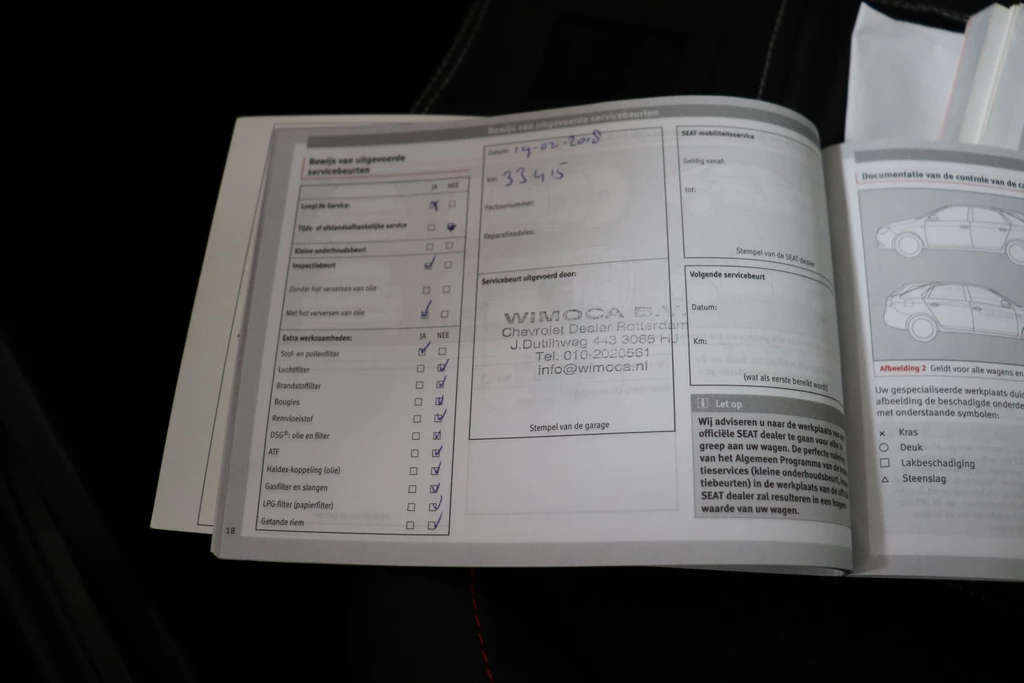 Bewijs van uitgevoerde servicebeurten
Bewijs van uitgevoerde
servicebeurten
JA NEE
LongLife Service:
Tijds- of afstandsafhankelijke service
Kleine onderhoudsbeurt
Inspectiebeurt
Zonder het verversen van olie
Met het verversen van olie
Extra werkzaamheden: JA NEE
Stof- en pollenfilter
Luchtfilter
Brandstoffilter
Bougies
Remvloeistof
DSG®: olie en filter
ATF
Haldex-koppeling (olie)
Gasfilter en slangen
LPG-filter (papierfilter)
Getande riem
18
Datum: 19-02-2018
Km: 33415
Factuurnummer:
Reparatieadvies:
Servicebeurt uitgevoerd door:
WIMOCA B.V.
Chevrolet Dealer Rotterdam
J.Dutilhweg 443 3065 HJ
Tel. 010-2020561
info@wimoca.nl
Stempel van de garage
SEAT-mobiliteitsservice
Geldig vanaf:
tot:
Stempel van de SEAT-dealer
Volgende servicebeurt
Datum:
Km:
(wat als eerste bereikt wordt)
i Let op
Wij adviseren u naar de werkplaats van
officiële SEAT dealer te gaan voor elke
greep aan uw wagen. De perfecte
van het Algemeen Programma van de
tieservices (kleine onderhoudsbeurt,
tiebeurten) in de werkplaats van de
SEAT dealer zal resulteren in een hogere
waarde van uw wagen.
Documentatie van de controle van de
Afbeelding 2 Geldt voor alle wagens en
Uw gespecialiseerde werkplaats
afbeelding de beschadigde
met onderstaande symbolen:
× Kras
○ Deuk
□ Lakbeschadiging
△ Steenslag